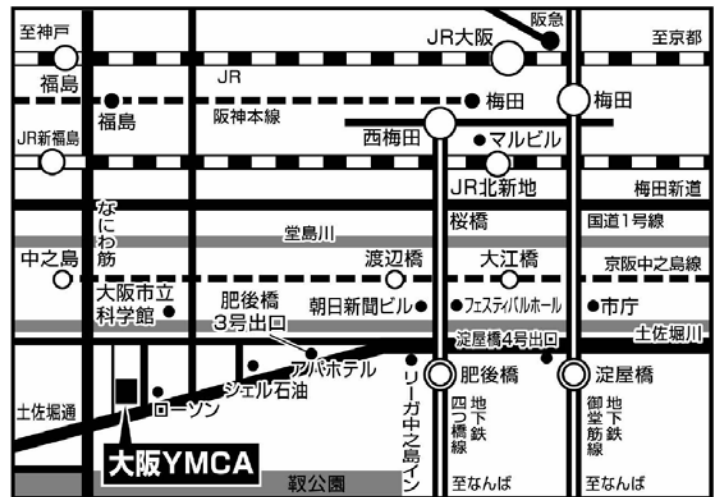 至神戸
阪急
JR大阪
至京都
福島
JR
福島
阪神本線
梅田
梅田
JR新福島
西梅田
マルビル
JR北新地
梅田新道
なにわ筋
桜橋
国道1号線
堂島川
中之島
渡辺橋
大江橋
京阪中之島線
大阪市立
科学館
肥後橋
3号出口
朝日新聞ビル
フェスティバルホール
市庁
土佐堀川
淀屋橋4号出口
アパホテル
シェル石油
ローソン
リーガ中之島イン
肥後橋
淀屋橋
土佐堀通
地下鉄
四つ橋線
地下鉄
御堂筋線
大阪YMCA
靱公園
至なんば
至なんば